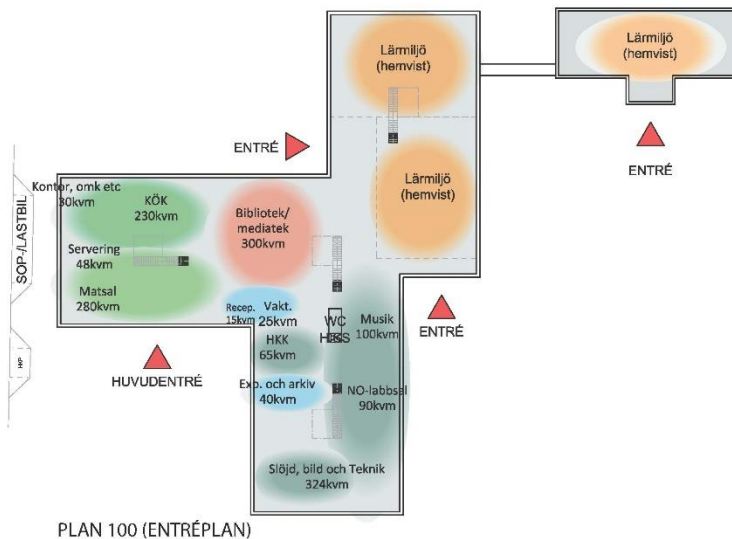 Lärmiljö
(hemvist)
Lärmiljö
(hemvist)
ENTRÉ
ENTRÉ
Lärmiljö
(hemvist)
Kontor, omk etc
30kvm
KÖK
230kvm
Bibliotek/
mediatek
300kvm
SOP-/LASTBIL
Servering
48kvm
Matsal
280kvm
Recep.
15kvm
Vakt.
25kvm
WC
Musik
100kvm
ENTRÉ
HKK
65kvm
HUVUDENTRÉ
Exp. och arkiv
40kvm
NO-labbsal
90kvm
Slöjd, bild och Teknik
324kvm
PLAN 100 (ENTRÉPLAN)